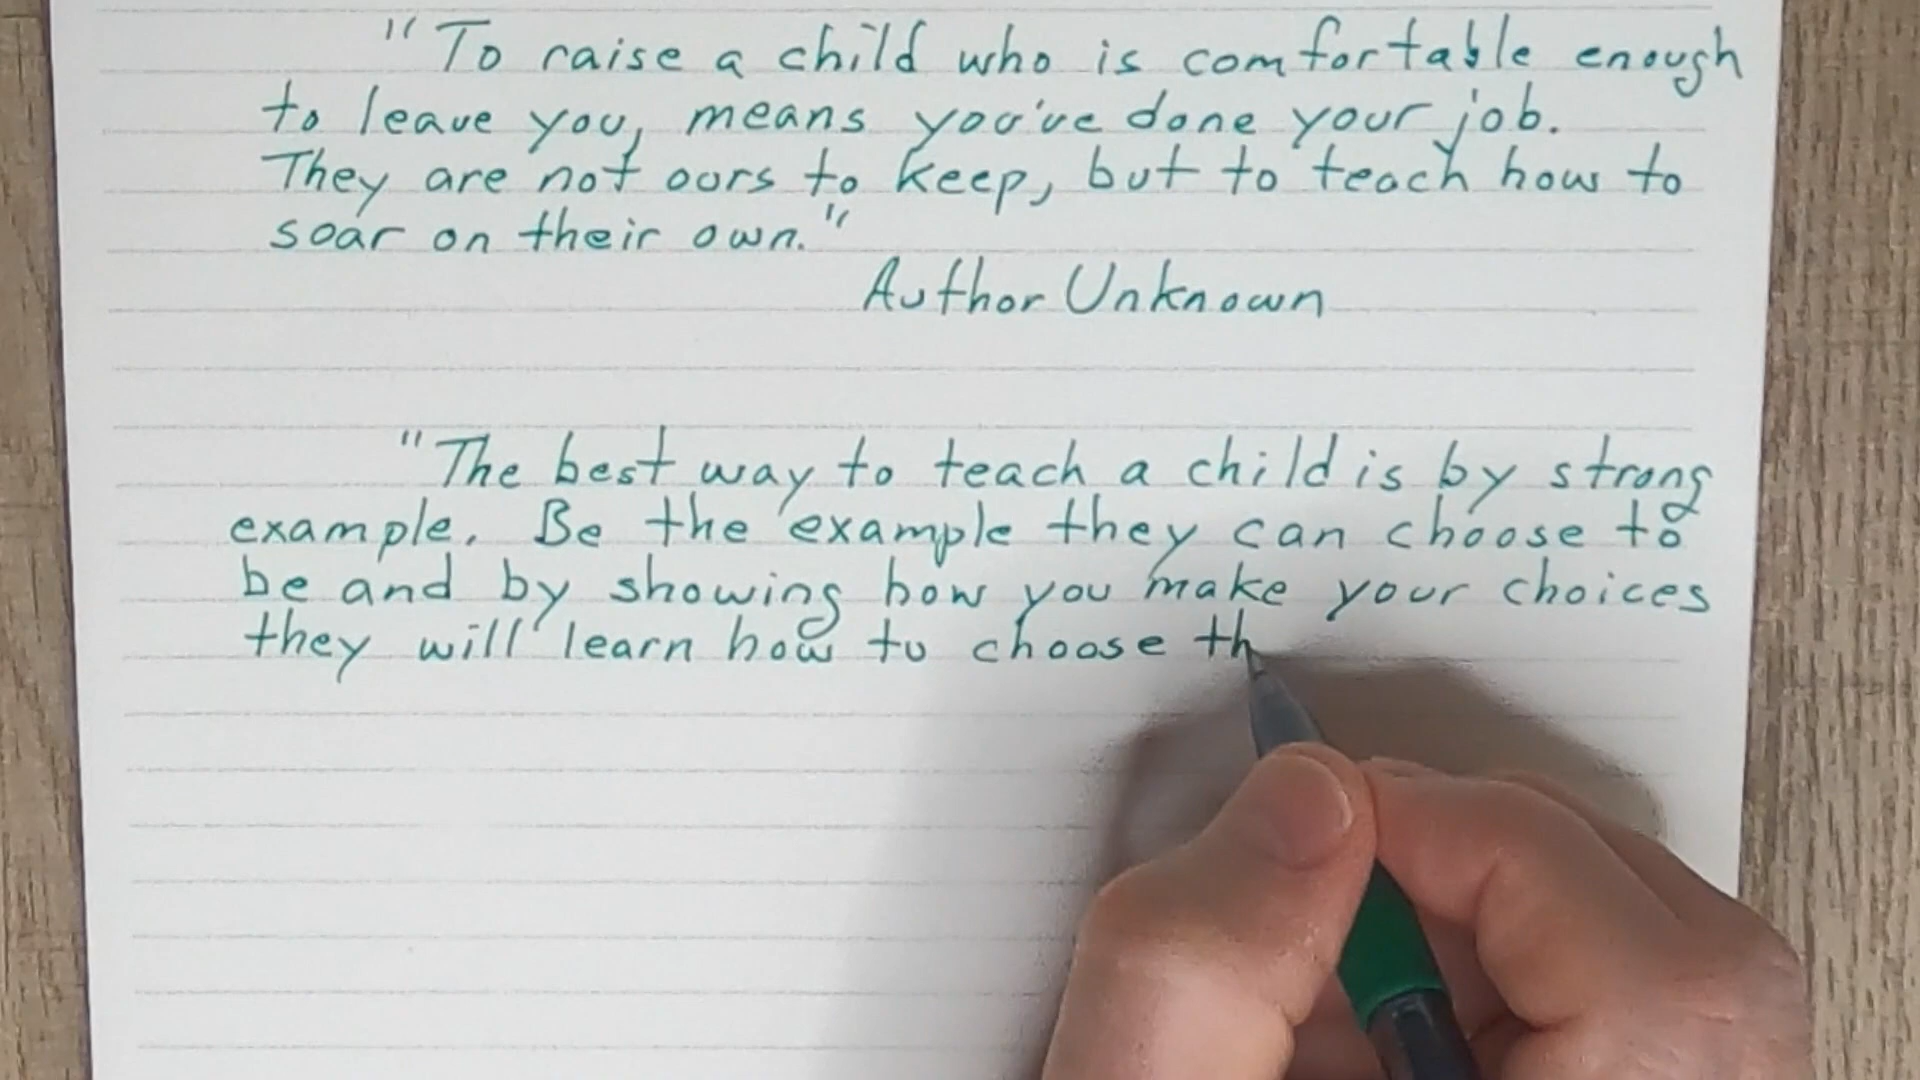 "To raise a child who is comfortable enough
to leave you, means you've done your job.
They are not ours to keep, but to teach how to
soar on their own."
Author Unknown
"The best way to teach a child is by strong
example. Be the example they can choose to
be and by showing how you make your choices
they will learn how to choose th